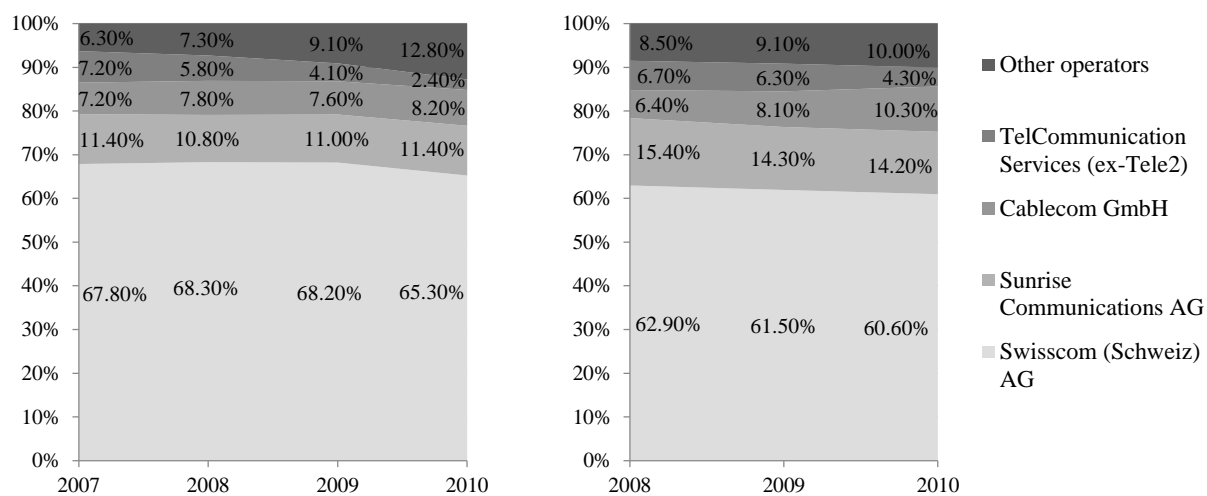 100%
90%
80%
70%
60%
50%
40%
30%
20%
10%
0%
6.30% 7.30% 9.10% 12.80%
7.20% 5.80% 4.10% 2.40%
7.20% 7.80% 7.60% 8.20%
11.40% 10.80% 11.00% 11.40%
67.80% 68.30% 68.20% 65.30%
2007 2008 2009 2010
100%
90%
80%
70%
60%
50%
40%
30%
20%
10%
0%
8.50% 9.10% 10.00%
6.70% 6.30% 4.30%
6.40% 8.10% 10.30%
15.40% 14.30% 14.20%
62.90% 61.50% 60.60%
2008 2009 2010
Other operators
TelCommunication
Services (ex-Tele2)
Cablecom GmbH
Sunrise
Communications AG
Swisscom (Schweiz)
AG